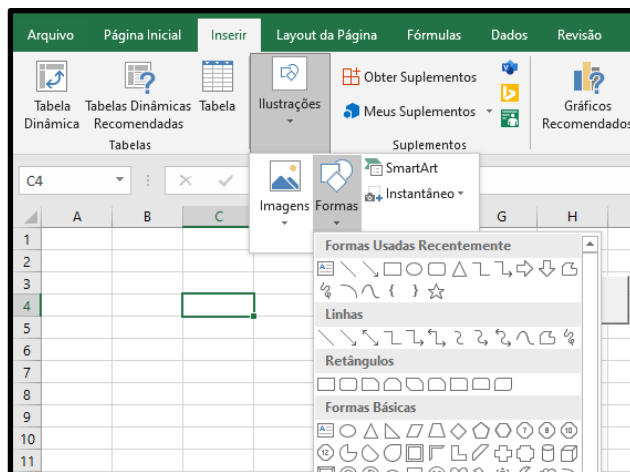 Arquivo Página Inicial Inserir Layout da Página Fórmulas Dados Revisão
Tabela Dinâmica
Tabelas Dinâmicas Recomendadas
Tabela
Tabelas
Ilustrações
Obter Suplementos
Meus Suplementos
Suplementos
Gráficos Recomendados
C4
Imagens
Formas
SmartArt
Instantâneo
A B C G H
1
2
3
4
5
6
7
8
9
10
11
Formas Usadas Recentemente
Linhas
Retângulos
Formas Básicas